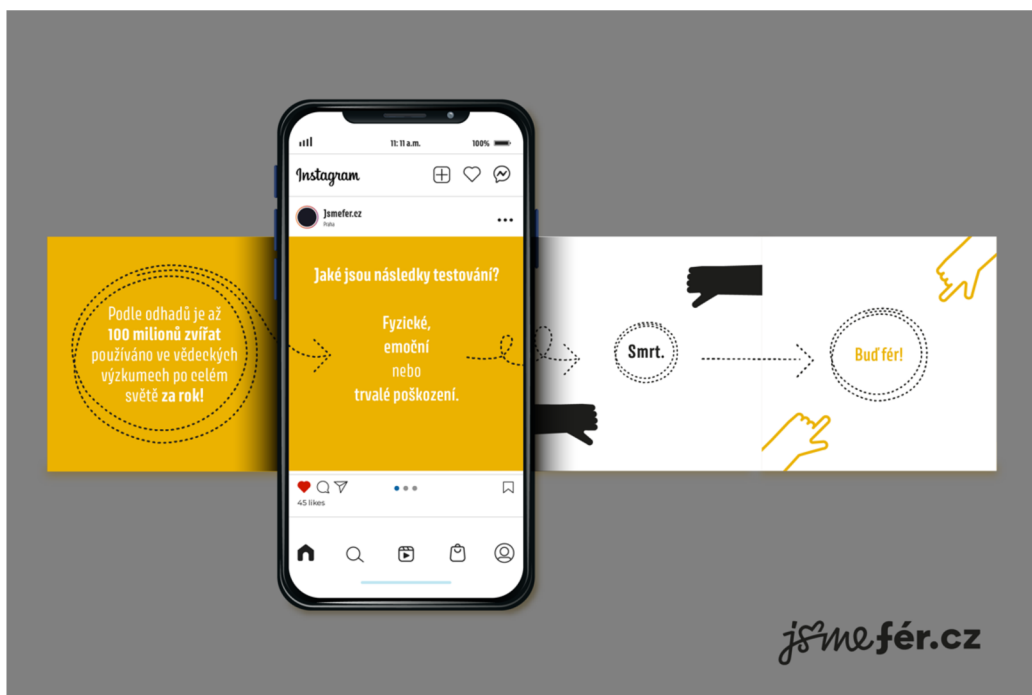 11:11 a.m.
100%
Instagram
Jsmefer.cz
Praha
Podle odhadů je až
100 milionů zvířat
používáno ve vědeckých
výzkumech po celém
světě za rok!
Jaké jsou následky testování?
Fyzické,
emoční
nebo
trvalé poškození.
Smrt.
Buď fér!
45 likes
jsme fér.cz